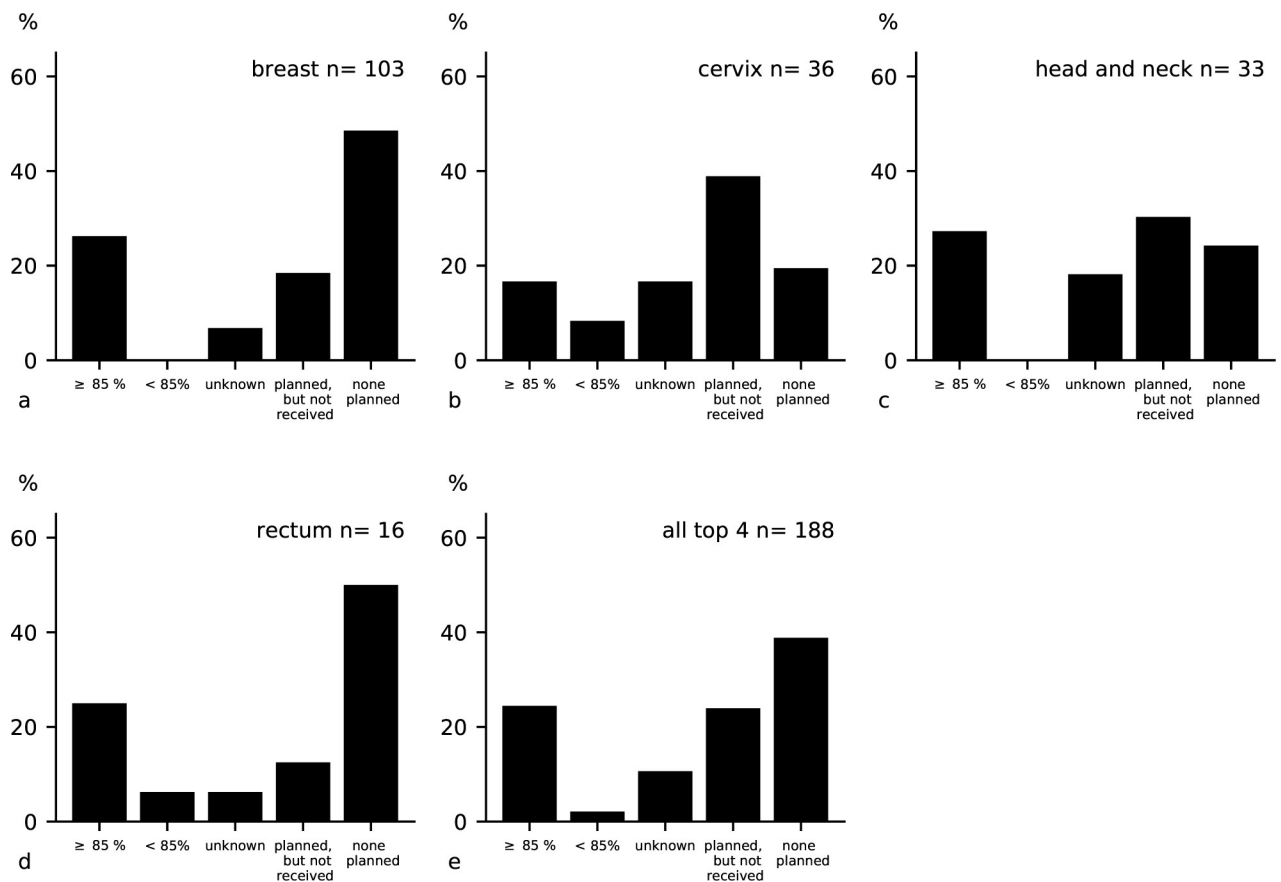 %
60
40
20
0
breast n= 103
≥ 85 %
< 85%
unknown
planned,
but not
received
none
planned
a
%
60
40
20
0
cervix n= 36
≥ 85 %
< 85%
unknown
planned,
but not
received
none
planned
b
%
60
40
20
0
head and neck n= 33
≥ 85 %
< 85%
unknown
planned,
but not
received
none
planned
c
%
60
40
20
0
rectum n= 16
≥ 85 %
< 85%
unknown
planned,
but not
received
none
planned
d
%
60
40
20
0
all top 4 n= 188
≥ 85 %
< 85%
unknown
planned,
but not
received
none
planned
e